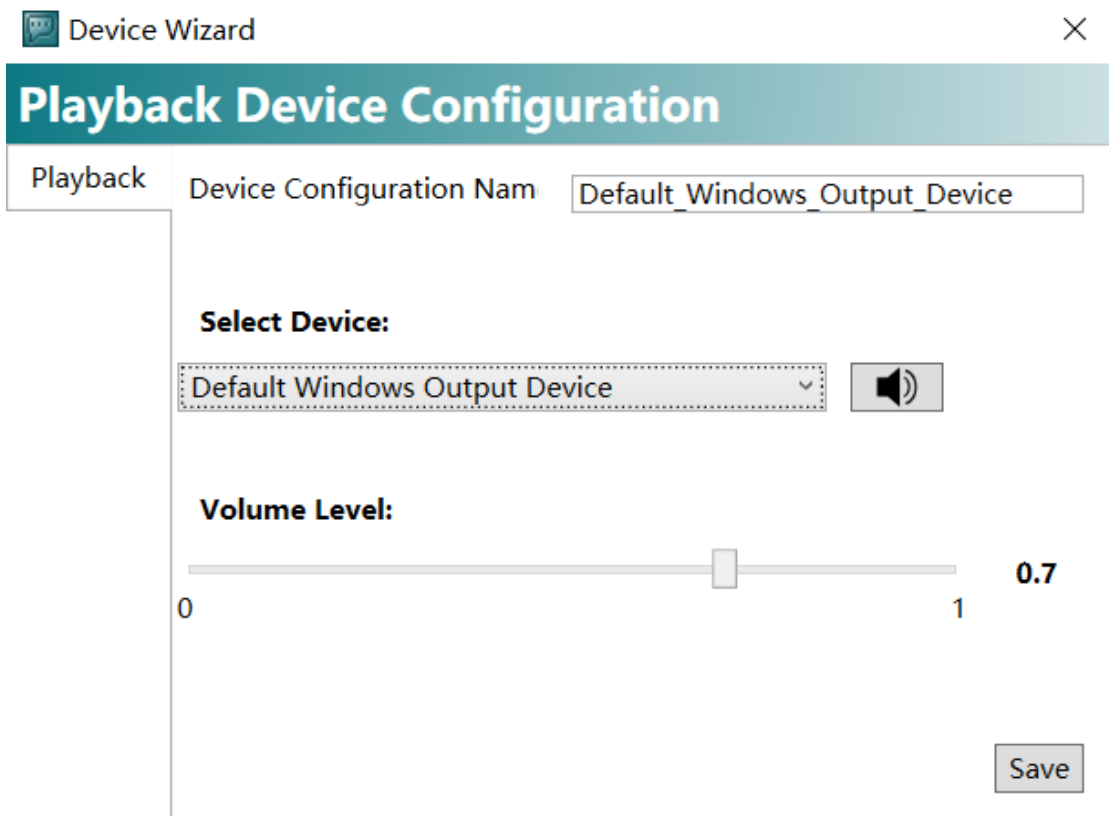 Device Wizard
Playback Device Configuration
Playback
Device Configuration Nam
Default_Windows_Output_Device
Select Device:
Default Windows Output Device
Volume Level:
0.7
0
1
Save